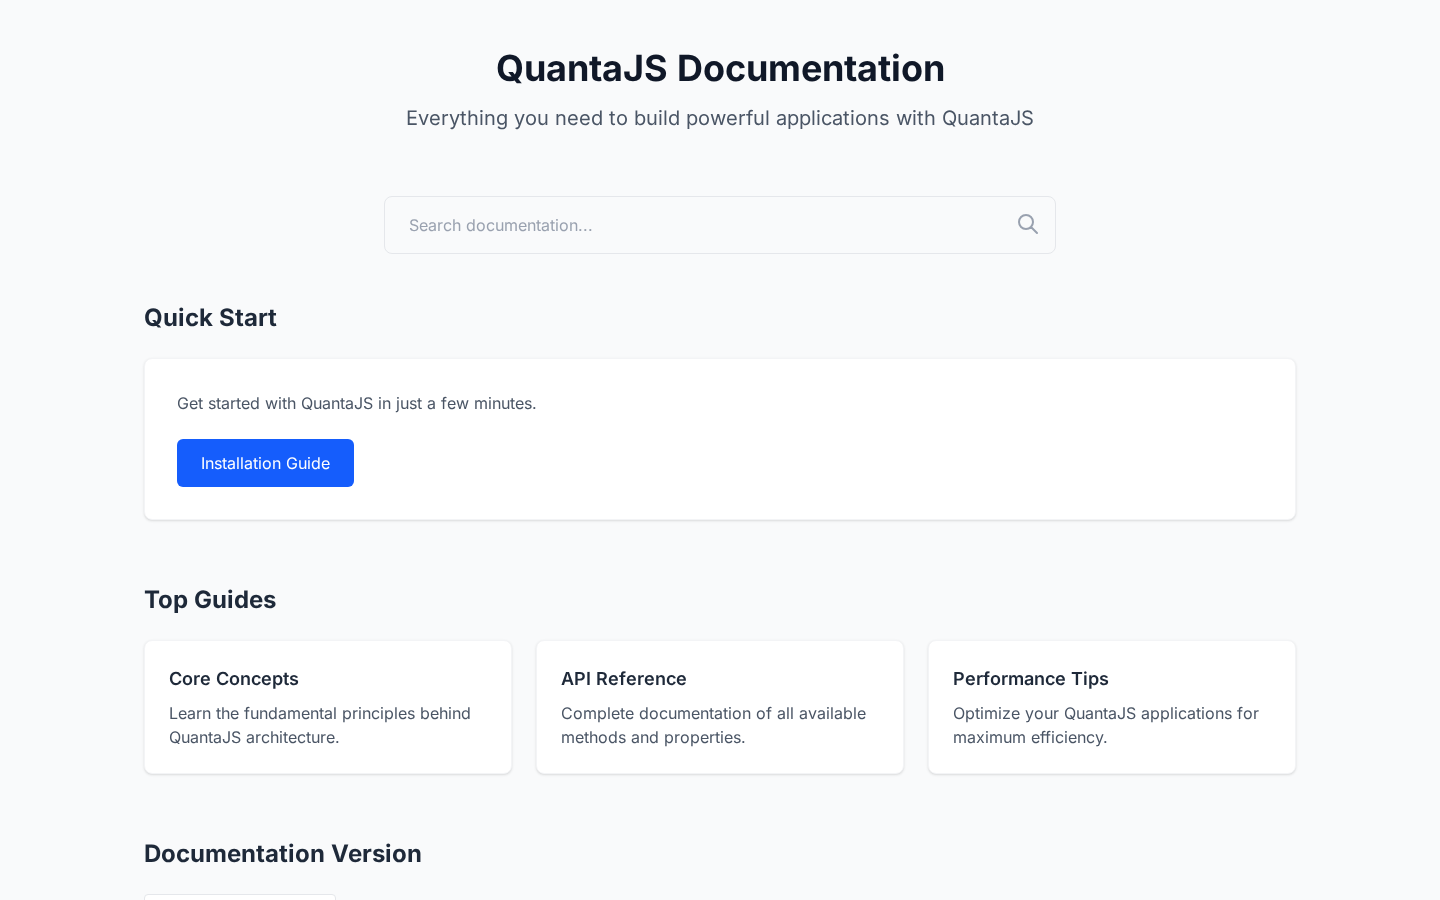 QuantaJS Documentation
Everything you need to build powerful applications with QuantaJS
Search documentation...
Quick Start
Get started with QuantaJS in just a few minutes.
Installation Guide
Top Guides
Core Concepts
Learn the fundamental principles behind
QuantaJS architecture.
API Reference
Complete documentation of all available
methods and properties.
Performance Tips
Optimize your QuantaJS applications for
maximum efficiency.
Documentation Version